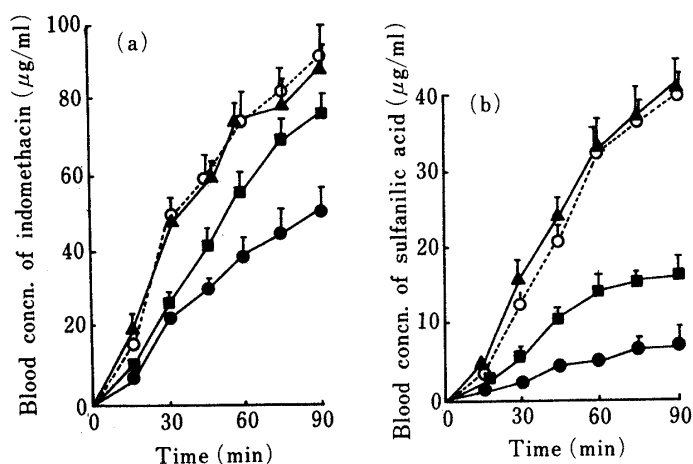 (a)
Blood concn. of indomethacin (µg/ml)
100
80
60
40
20
0
0 30 60 90
Time (min)
(b)
Blood concn. of sulfanilic acid (µg/ml)
40
30
20
10
0
0 30 60 90
Time (min)